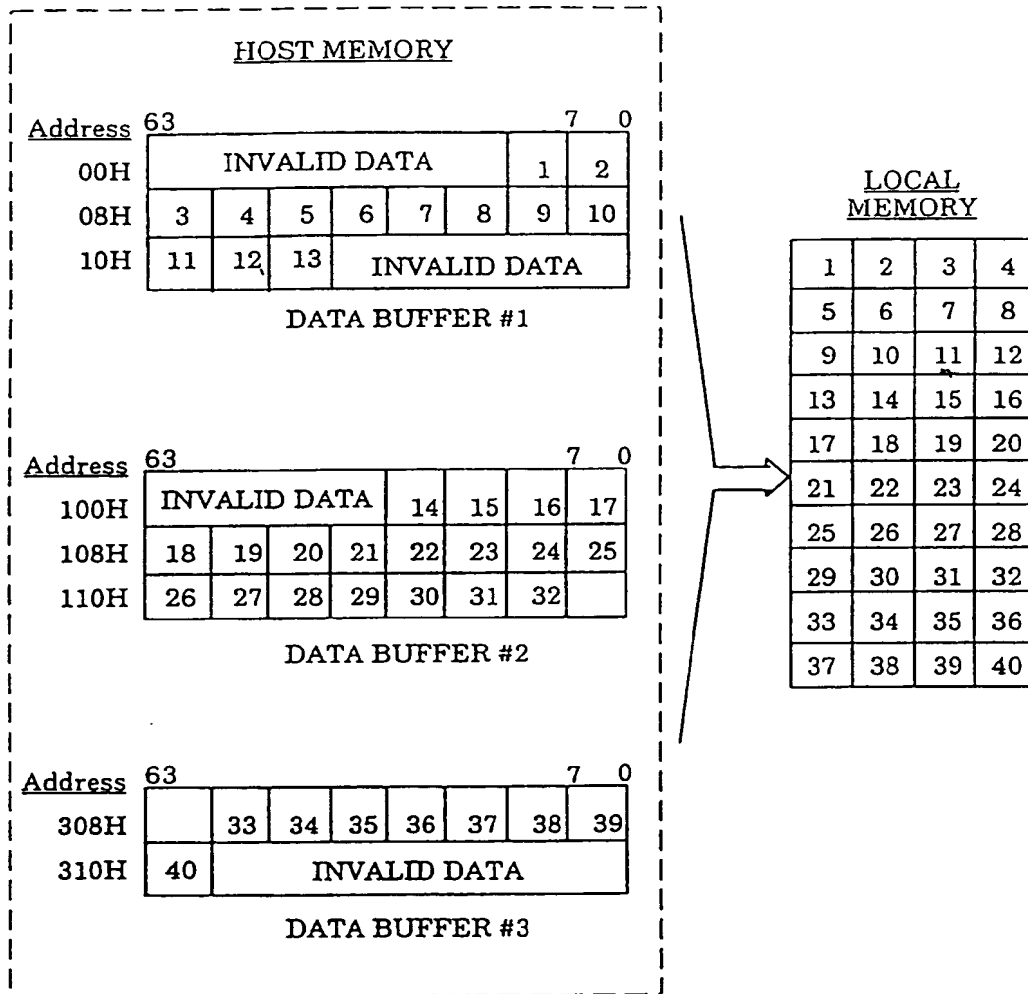 HOST MEMORY
Address 63 7 0
00H INVALID DATA 1 2
08H 3 4 5 6 7 8 9 10
10H 11 12 13 INVALID DATA
DATA BUFFER #1
Address 63 7 0
100H INVALID DATA 14 15 16 17
108H 18 19 20 21 22 23 24 25
110H 26 27 28 29 30 31 32
DATA BUFFER #2
Address 63 7 0
308H 33 34 35 36 37 38 39
310H 40 INVALID DATA
DATA BUFFER #3
LOCAL
MEMORY
1 2 3 4
5 6 7 8
9 10 11 12
13 14 15 16
17 18 19 20
21 22 23 24
25 26 27 28
29 30 31 32
33 34 35 36
37 38 39 40